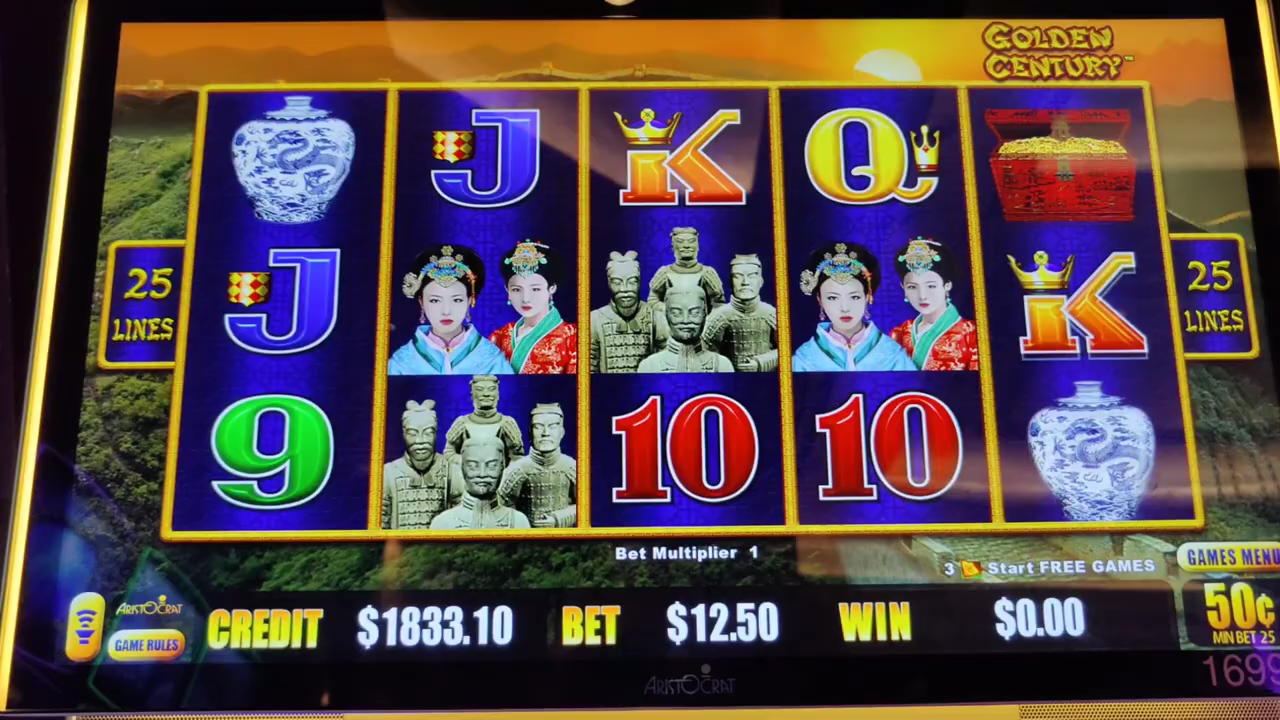 GOLDEN
CENTURY™
J K Q
25
LINES
J K
25
LINES
9 10 10
Bet Multiplier 1
3 Start FREE GAMES
GAMES MENU
ARISTOCRAT
GAME RULES
CREDIT $1833.10 BET $12.50 WIN $0.00
50¢
MIN BET 25
ARISTOCRAT
1699